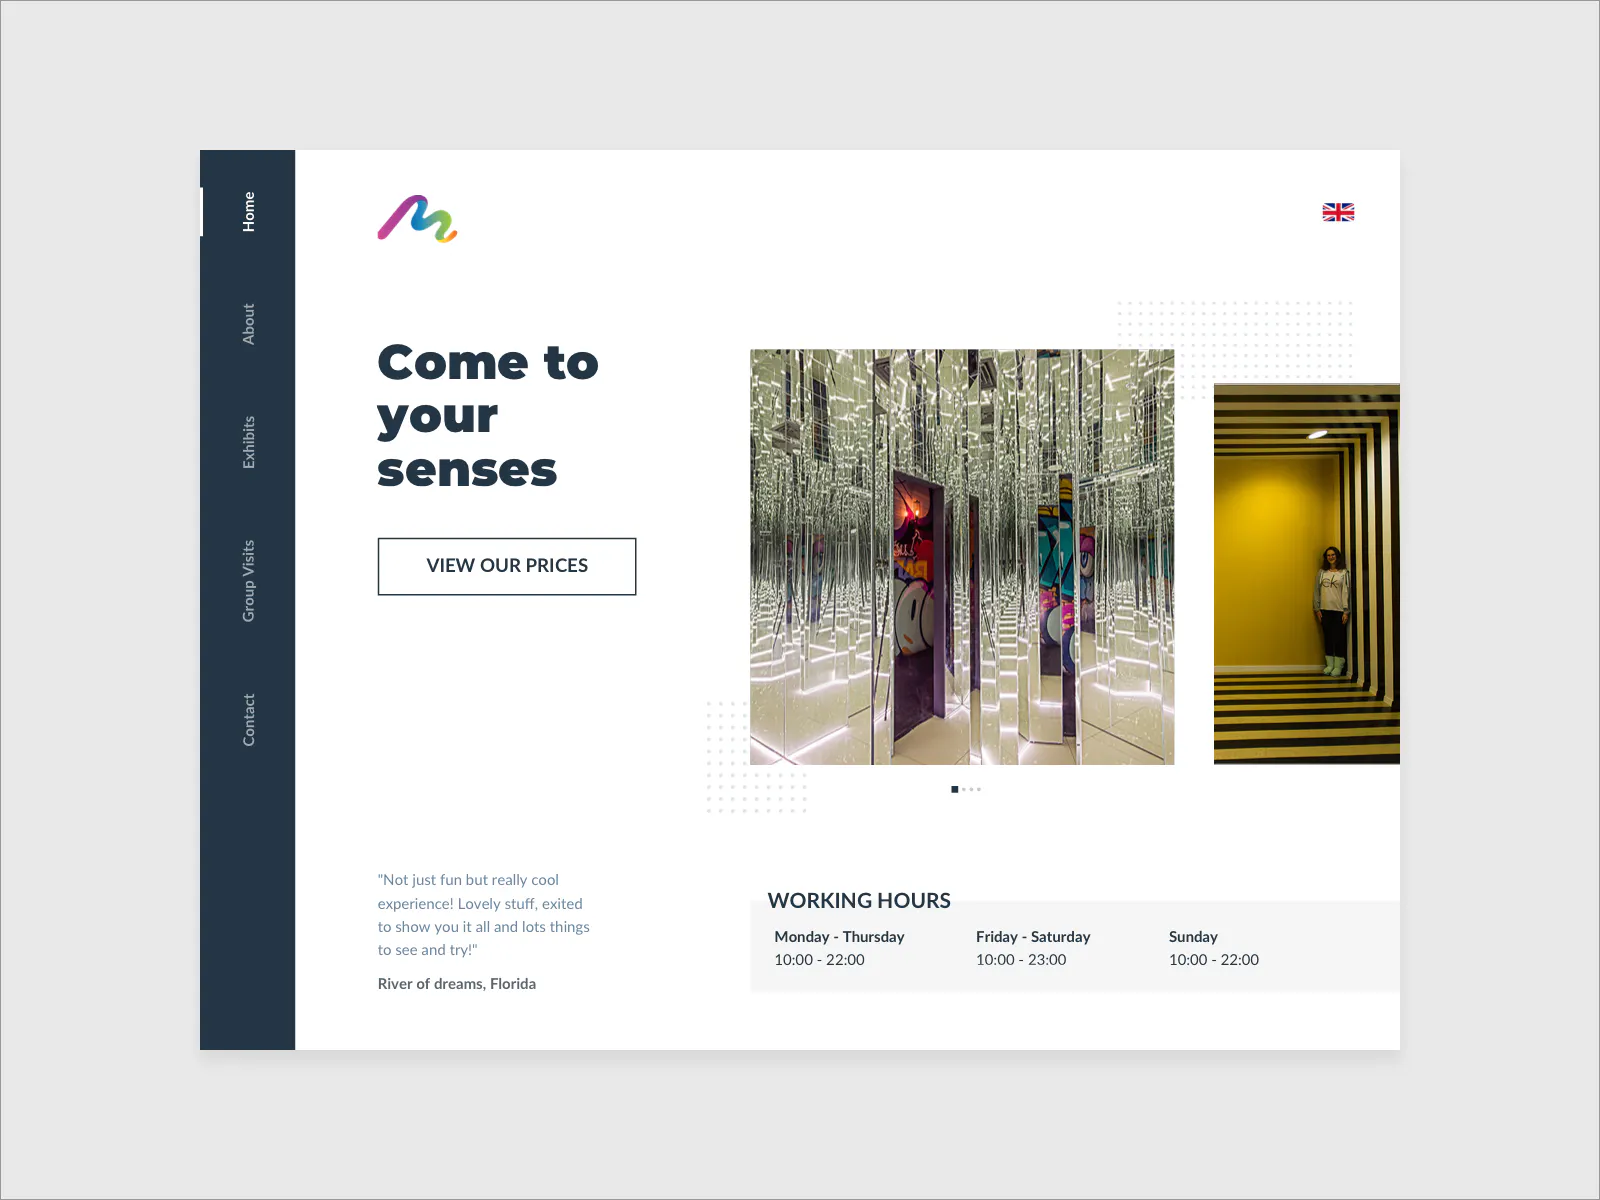 Home
About
Exhibits
Group Visits
Contact
Come to
your
senses
VIEW OUR PRICES
"Not just fun but really cool
experience! Lovely stuff, exited
to show you it all and lots things
to see and try!"
River of dreams, Florida
WORKING HOURS
Monday - Thursday
10:00 - 22:00
Friday - Saturday
10:00 - 23:00
Sunday
10:00 - 22:00